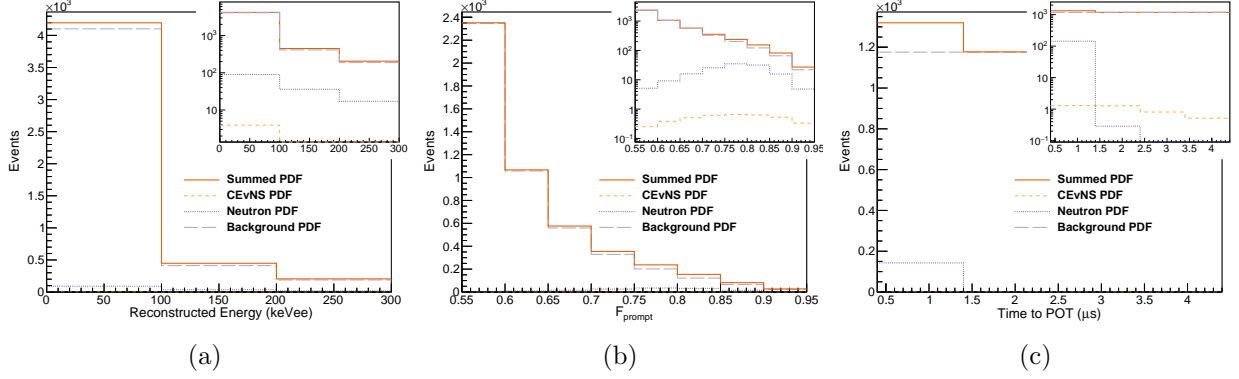 ×10³
Events
4
3.5
3
2.5
2
1.5
1
0.5
0
0 50 100 150 200 250 300
Reconstructed Energy (keVee)
10³
10²
10
0 50 100 150 200 250 300
Summed PDF
CEvNS PDF
Neutron PDF
Background PDF
(a)
×10³
Events
2.4
2.2
2
1.8
1.6
1.4
1.2
1
0.8
0.6
0.4
0.2
0
0.55 0.6 0.65 0.7 0.75 0.8 0.85 0.9 0.95
F prompt
10³
10²
10
1
10⁻¹
0.55 0.6 0.65 0.7 0.75 0.8 0.85 0.9 0.95
Summed PDF
CEvNS PDF
Neutron PDF
Background PDF
(b)
×10³
Events
1.2
1
0.8
0.6
0.4
0.2
0
0.5 1 1.5 2 2.5 3 3.5 4
Time to POT (μs)
10³
10²
10
1
10⁻¹
0.5 1 1.5 2 2.5 3 3.5 4
Summed PDF
CEvNS PDF
Neutron PDF
Background PDF
(c)